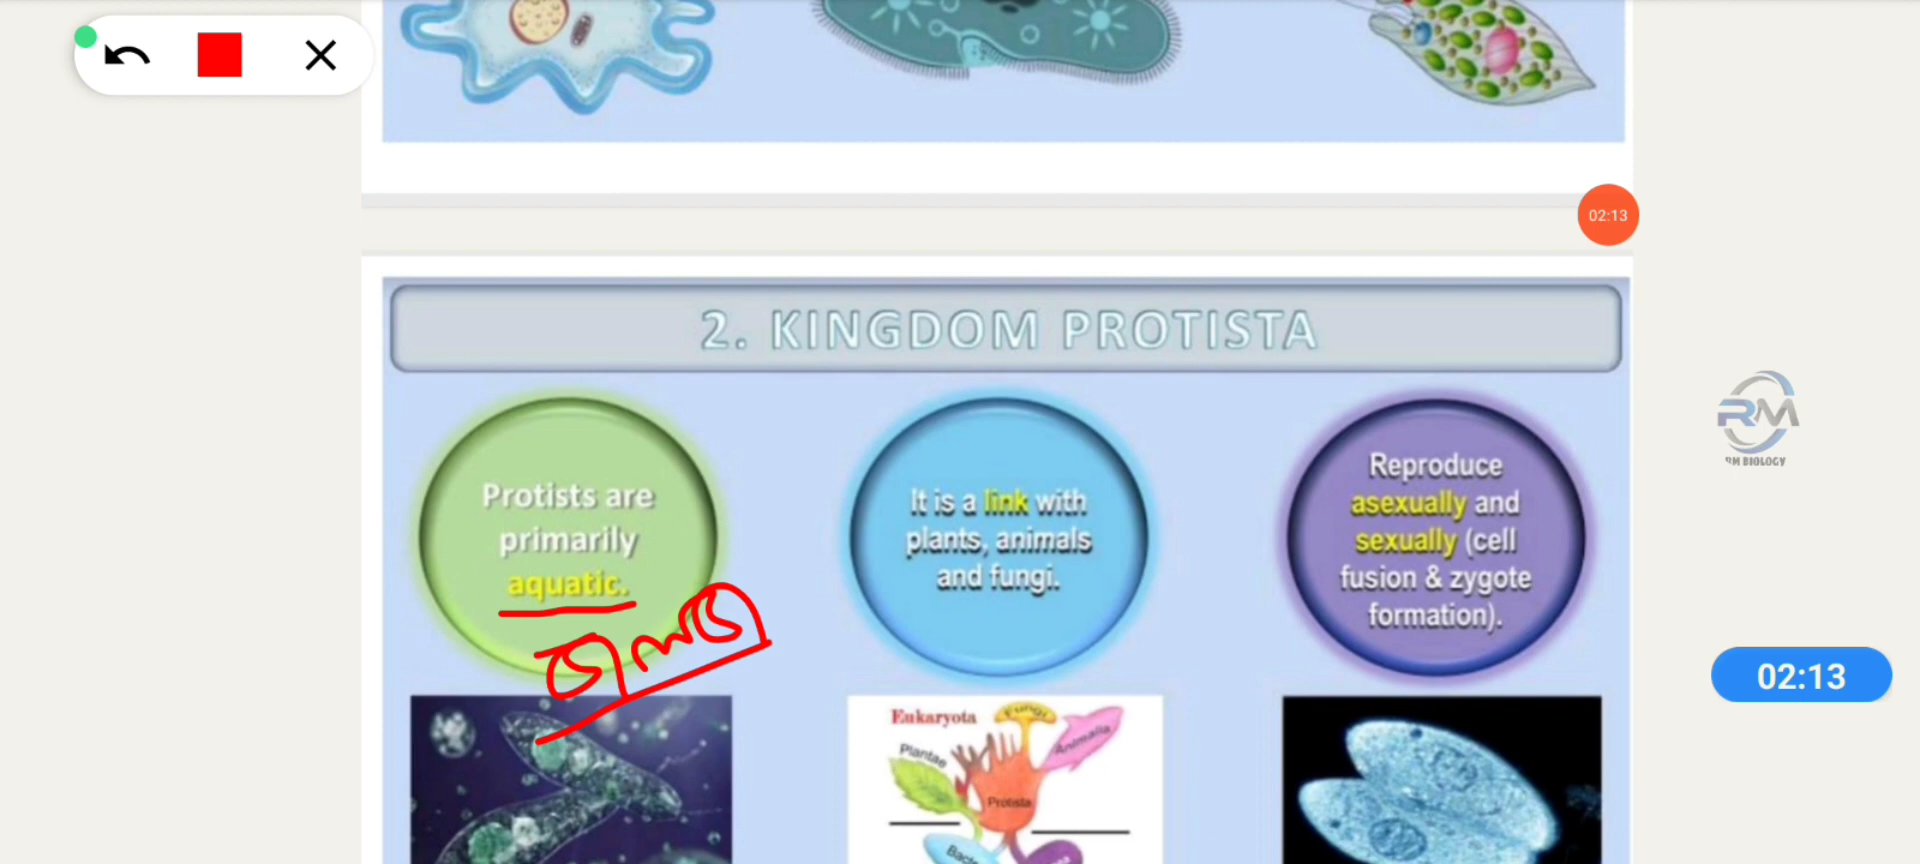 02:13
2. KINGDOM PROTISTA
Protists are
primarily
aquatic.
It is a link with
plants, animals
and fungi.
Reproduce
asexually and
sexually (cell
fusion & zygote
formation).
RM
RM BIOLOGY
02:13
Eukaryota
Fungi
Animalia
Plantae
Protista